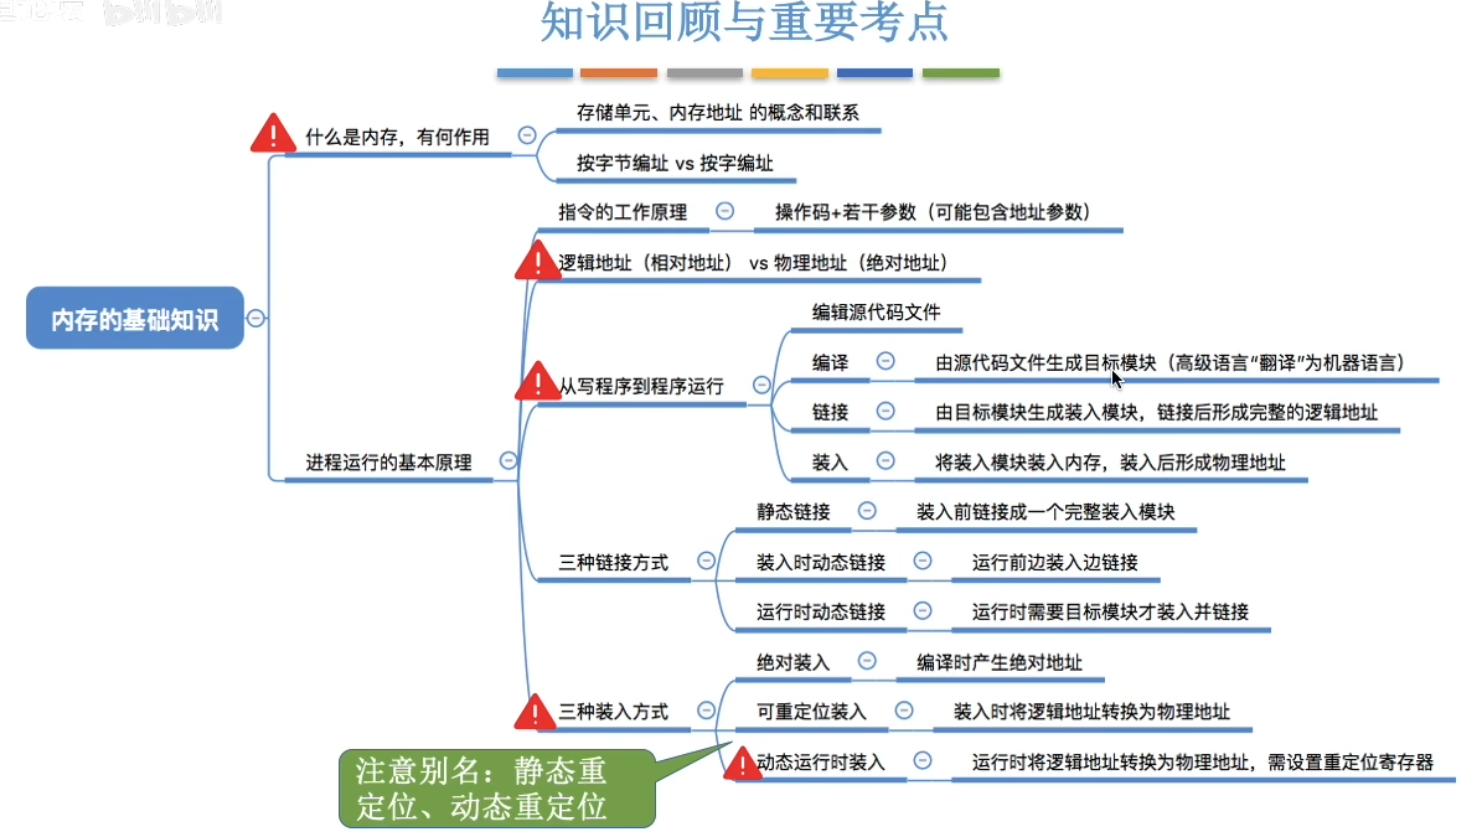 知识回顾与重要考点
什么是内存，有何作用
存储单元、内存地址 的概念和联系
按字节编址 vs 按字编址
指令的工作原理
操作码+若干参数（可能包含地址参数）
逻辑地址（相对地址） vs 物理地址（绝对地址）
内存的基础知识
从写程序到程序运行
编辑源代码文件
编译
由源代码文件生成目标模块（高级语言“翻译”为机器语言）
链接
由目标模块生成装入模块，链接后形成完整的逻辑地址
装入
将装入模块装入内存，装入后形成物理地址
进程运行的基本原理
三种链接方式
静态链接
装入前链接成一个完整装入模块
装入时动态链接
运行前边装入边链接
运行时动态链接
运行时需要目标模块才装入并链接
三种装入方式
绝对装入
编译时产生绝对地址
可重定位装入
装入时将逻辑地址转换为物理地址
动态运行时装入
运行时将逻辑地址转换为物理地址，需设置重定位寄存器
注意别名：静态重
定位、动态重定位